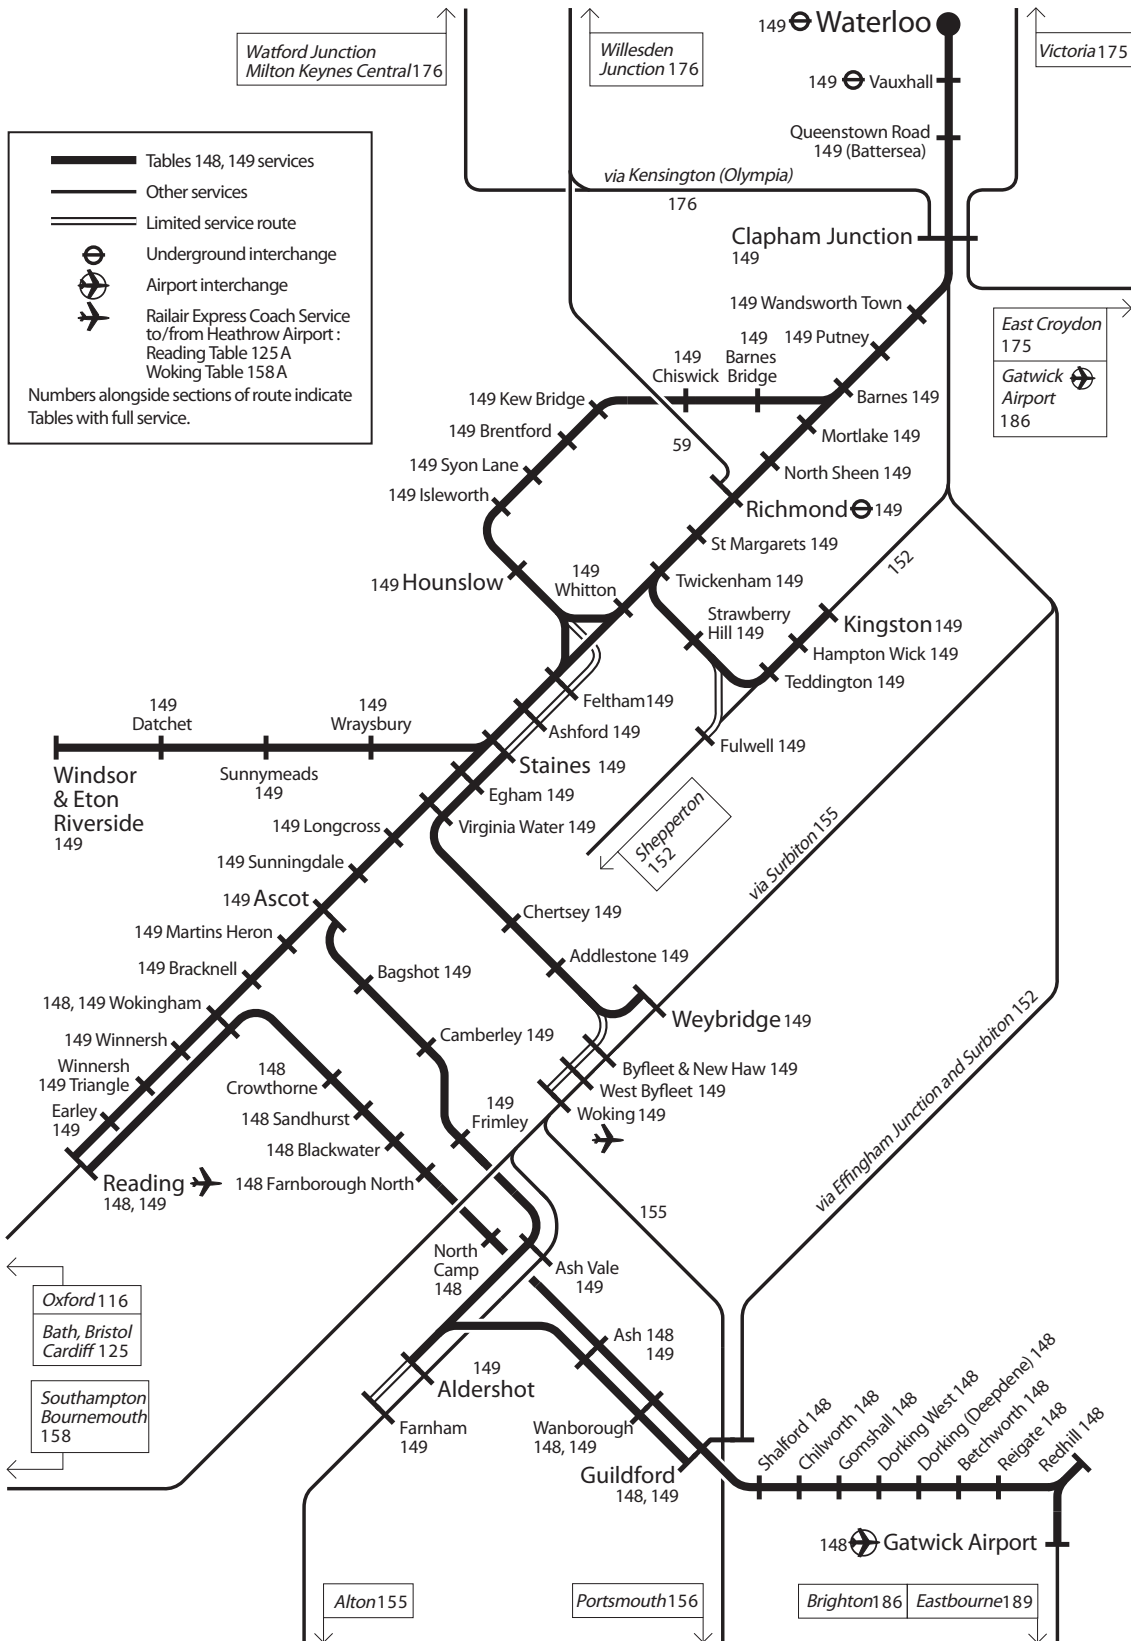 149 Waterloo
Watford Junction
Milton Keynes Central 176
Willesden
Junction 176
Victoria 175
149 Vauxhall
Queenstown Road
149 (Battersea)
Tables 148, 149 services
Other services
Limited service route
Underground interchange
Airport interchange
Railair Express Coach Service
to/from Heathrow Airport :
Reading Table 125 A
Woking Table 158 A
Numbers alongside sections of route indicate
Tables with full service.
via Kensington (Olympia)
176
Clapham Junction
149
149 Wandsworth Town
149 Putney
East Croydon
175
Gatwick
Airport
186
149
Barnes
Bridge
149
Chiswick
Barnes 149
149 Kew Bridge
Mortlake 149
149 Brentford
59
North Sheen 149
149 Syon Lane
149 Isleworth
Richmond 149
St Margarets 149
152
149 Hounslow
149
Whitton
Twickenham 149
Strawberry
Hill 149
Kingston 149
Hampton Wick 149
Teddington 149
Feltham 149
Ashford 149
Fulwell 149
149
Datchet
149
Wraysbury
Windsor
& Eton
Riverside
149
Sunnymeads
149
Staines 149
Egham 149
Virginia Water 149
Shepperton
152
via Surbiton 155
149 Longcross
149 Sunningdale
149 Ascot
Chertsey 149
149 Martins Heron
Addlestone 149
149 Bracknell
Bagshot 149
148, 149 Wokingham
Weybridge 149
149 Winnersh
Camberley 149
Byfleet & New Haw 149
West Byfleet 149
Woking 149
Winnersh
149 Triangle
148
Crowthorne
Earley
149
148 Sandhurst
149
Frimley
148 Blackwater
148 Farnborough North
Reading
148, 149
via Effingham Junction and Surbiton 152
155
North
Camp
148
Ash Vale
149
Oxford 116
Bath, Bristol
Cardiff 125
Ash 148
149
149
Aldershot
Southampton
Bournemouth
158
Farnham
149
Wanborough
148, 149
Guildford
148, 149
Shalford 148
Chilworth 148
Gomshall 148
Dorking West 148
Dorking (Deepdene) 148
Betchworth 148
Reigate 148
Redhill 148
148 Gatwick Airport
Alton 155
Portsmouth 156
Brighton 186
Eastbourne 189